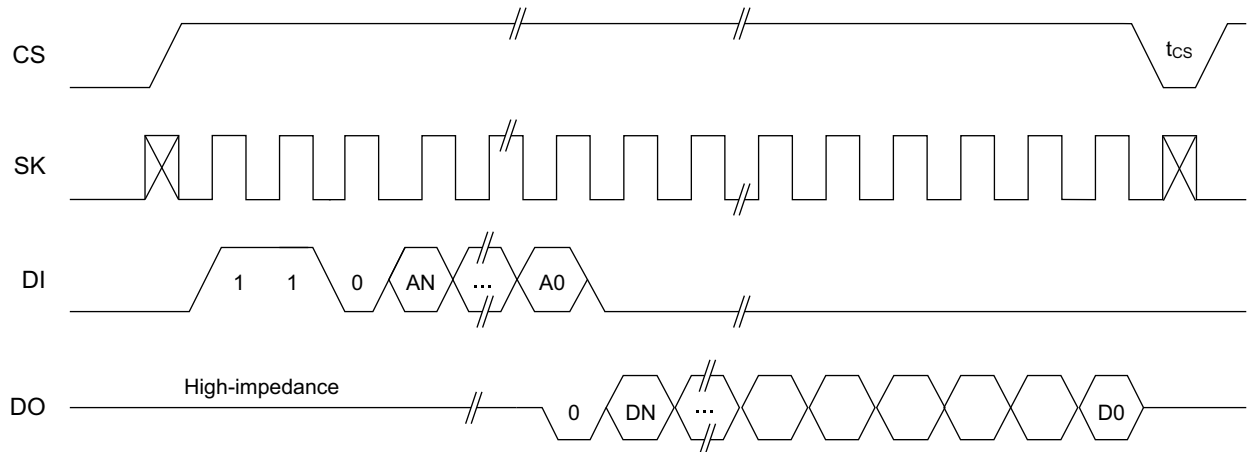 CS
tCS
SK
DI
1 1 0 AN ... A0
High-impedance
DO
0 DN ... D0